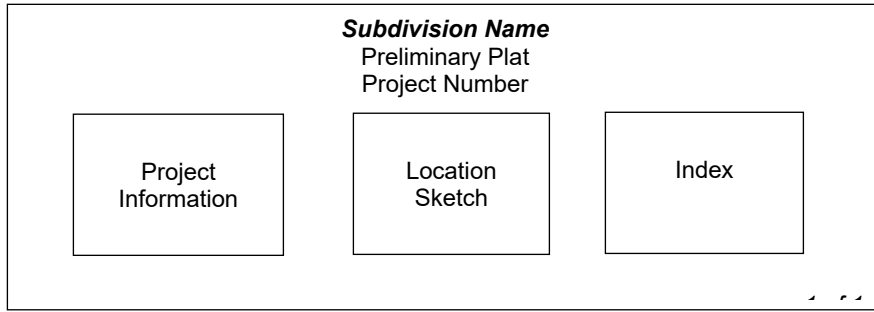 Subdivision Name
Preliminary Plat
Project Number
Project
Information
Location
Sketch
Index